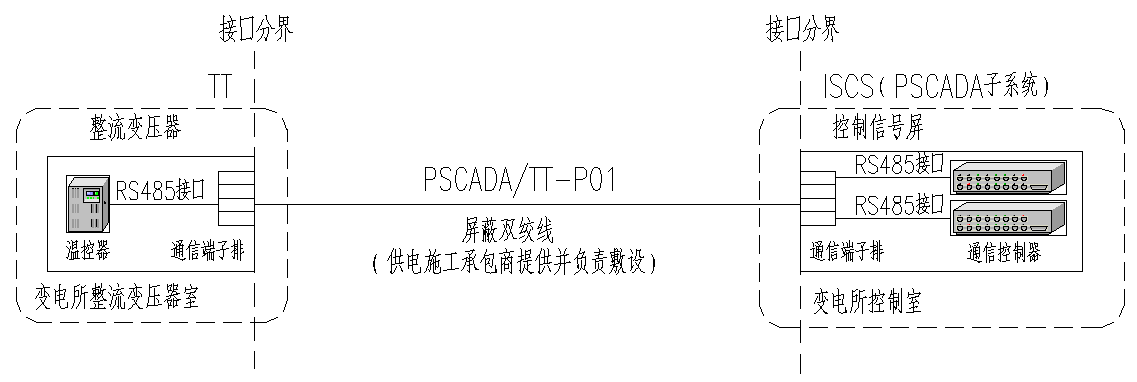 接口分界
接口分界
TT
ISCS(PSCADA子系统)
整流变压器
控制信号屏
RS485接口
PSCADA/TT-P01
RS485接口
RS485接口
屏蔽双绞线
温控器
通信端子排
通信端子排
通信控制器
(供电施工承包商提供并负责敷设)
变电所整流变压器室
变电所控制室